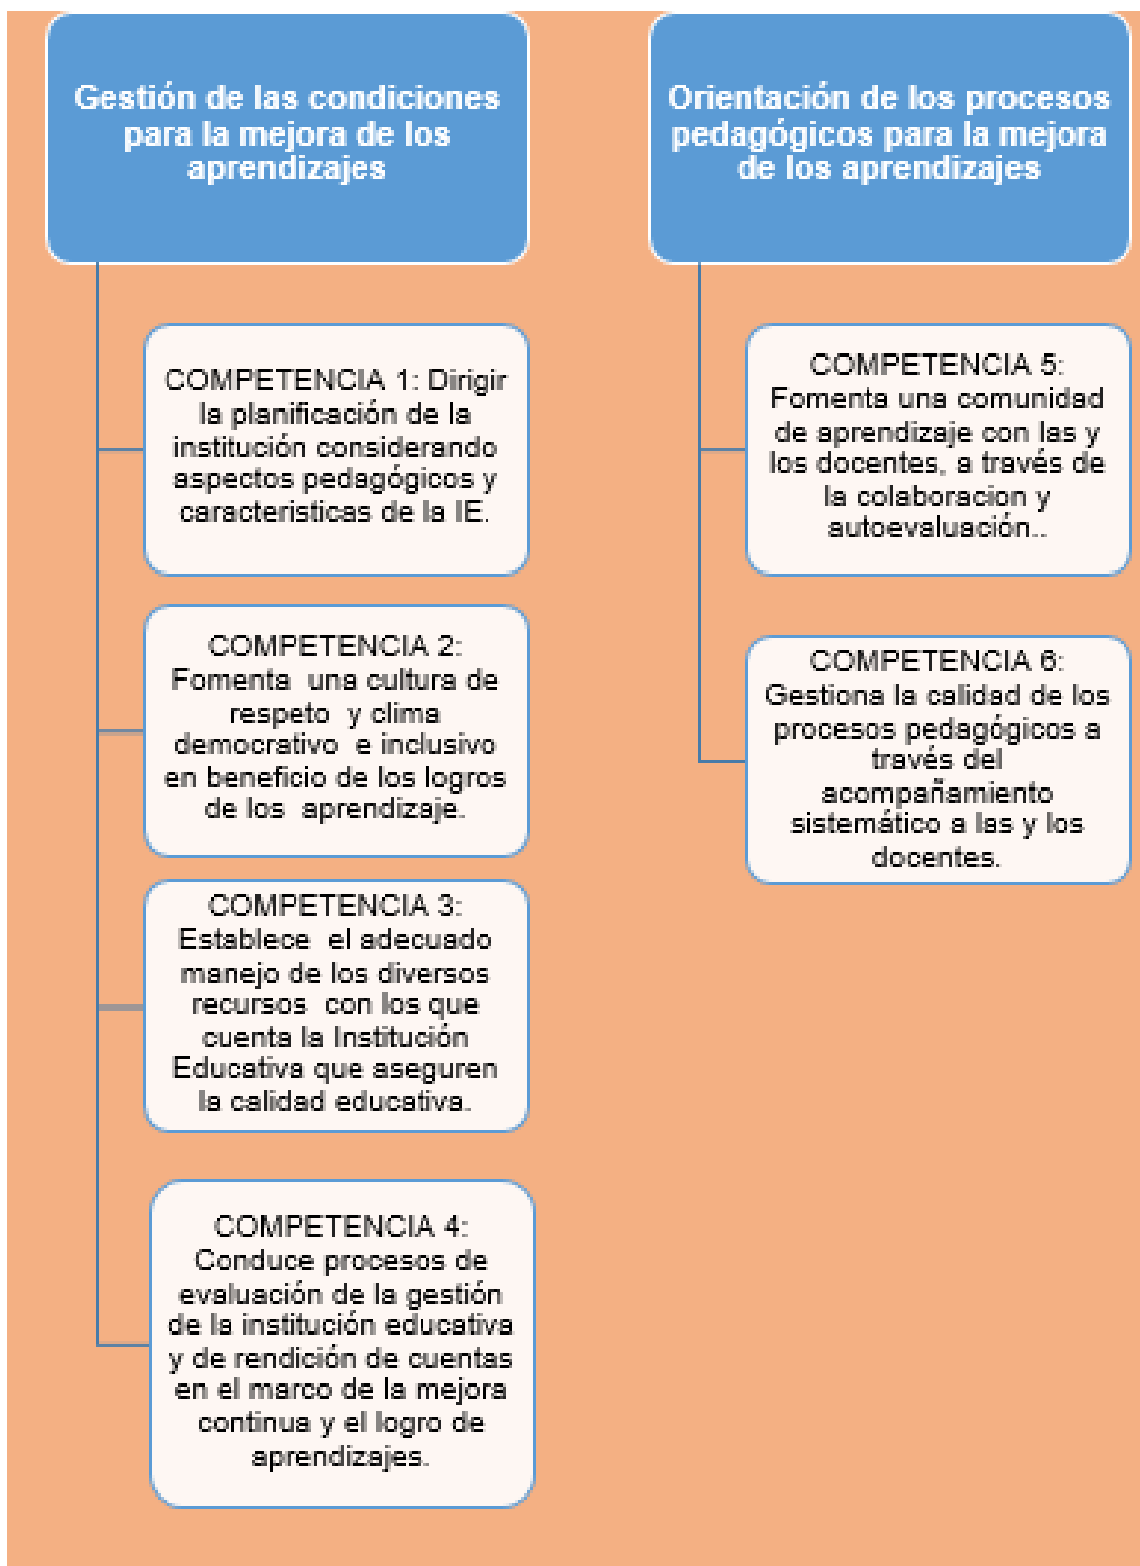 Gestión de las condiciones
para la mejora de los
aprendizajes
COMPETENCIA 1: Dirigir
la planificación de la
institución considerando
aspectos pedagógicos y
caracteristicas de la IE.
COMPETENCIA 2:
Fomenta una cultura de
respeto y clima
democrativo e inclusivo
en beneficio de los logros
de los aprendizaje.
COMPETENCIA 3:
Establece el adecuado
manejo de los diversos
recursos con los que
cuenta la Institución
Educativa que aseguren
la calidad educativa.
COMPETENCIA 4:
Conduce procesos de
evaluación de la gestión
de la institución educativa
y de rendición de cuentas
en el marco de la mejora
continua y el logro de
aprendizajes.
Orientación de los procesos
pedagógicos para la mejora
de los aprendizajes
COMPETENCIA 5:
Fomenta una comunidad
de aprendizaje con las y
los docentes, a través de
la colaboracion y
autoevaluación..
COMPETENCIA 6:
Gestiona la calidad de los
procesos pedagógicos a
través del
acompañamiento
sistemático a las y los
docentes.